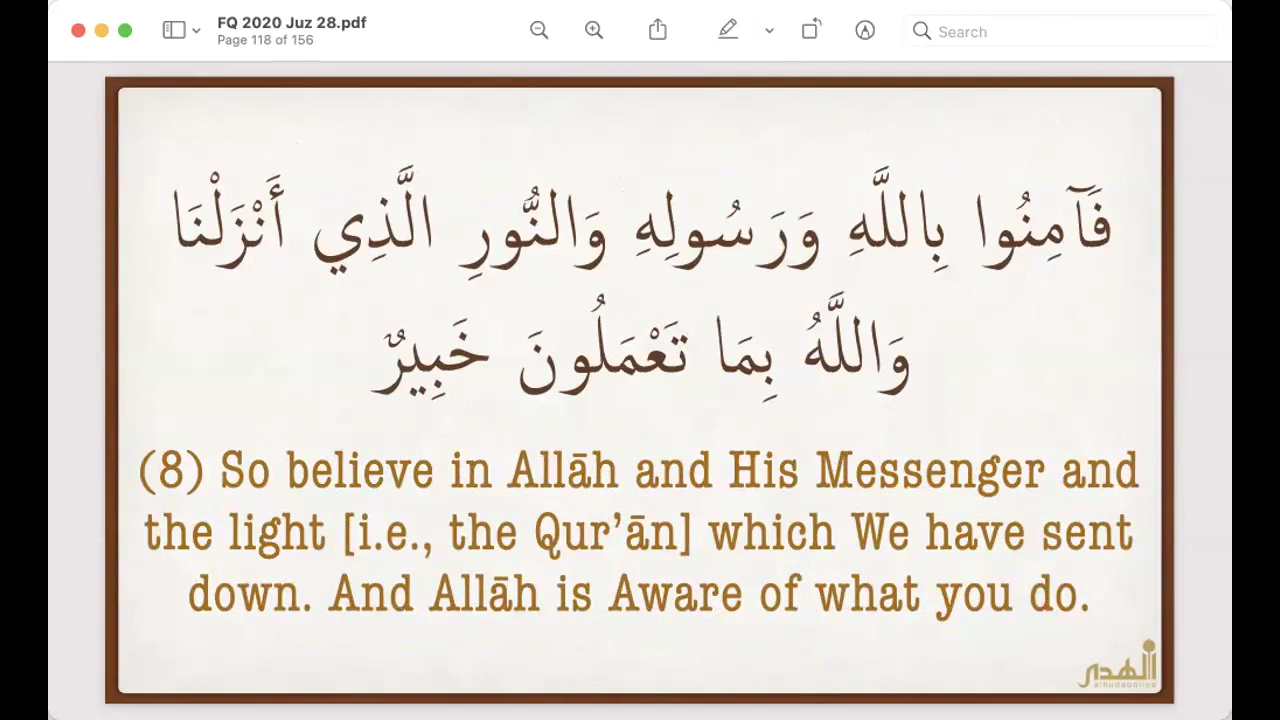 FQ 2020 Juz 28.pdf
Page 118 of 156
Search
فَآمِنُوا بِاللَّهِ وَرَسُولِهِ وَالنُّورِ الَّذِي أَنْزَلْنَا
وَاللَّهُ بِمَا تَعْمَلُونَ خَبِيرٌ
(8) So believe in Allāh and His Messenger and
the light [i.e., the Qur’ān] which We have sent
down. And Allāh is Aware of what you do.
الهدى
alhudaonline